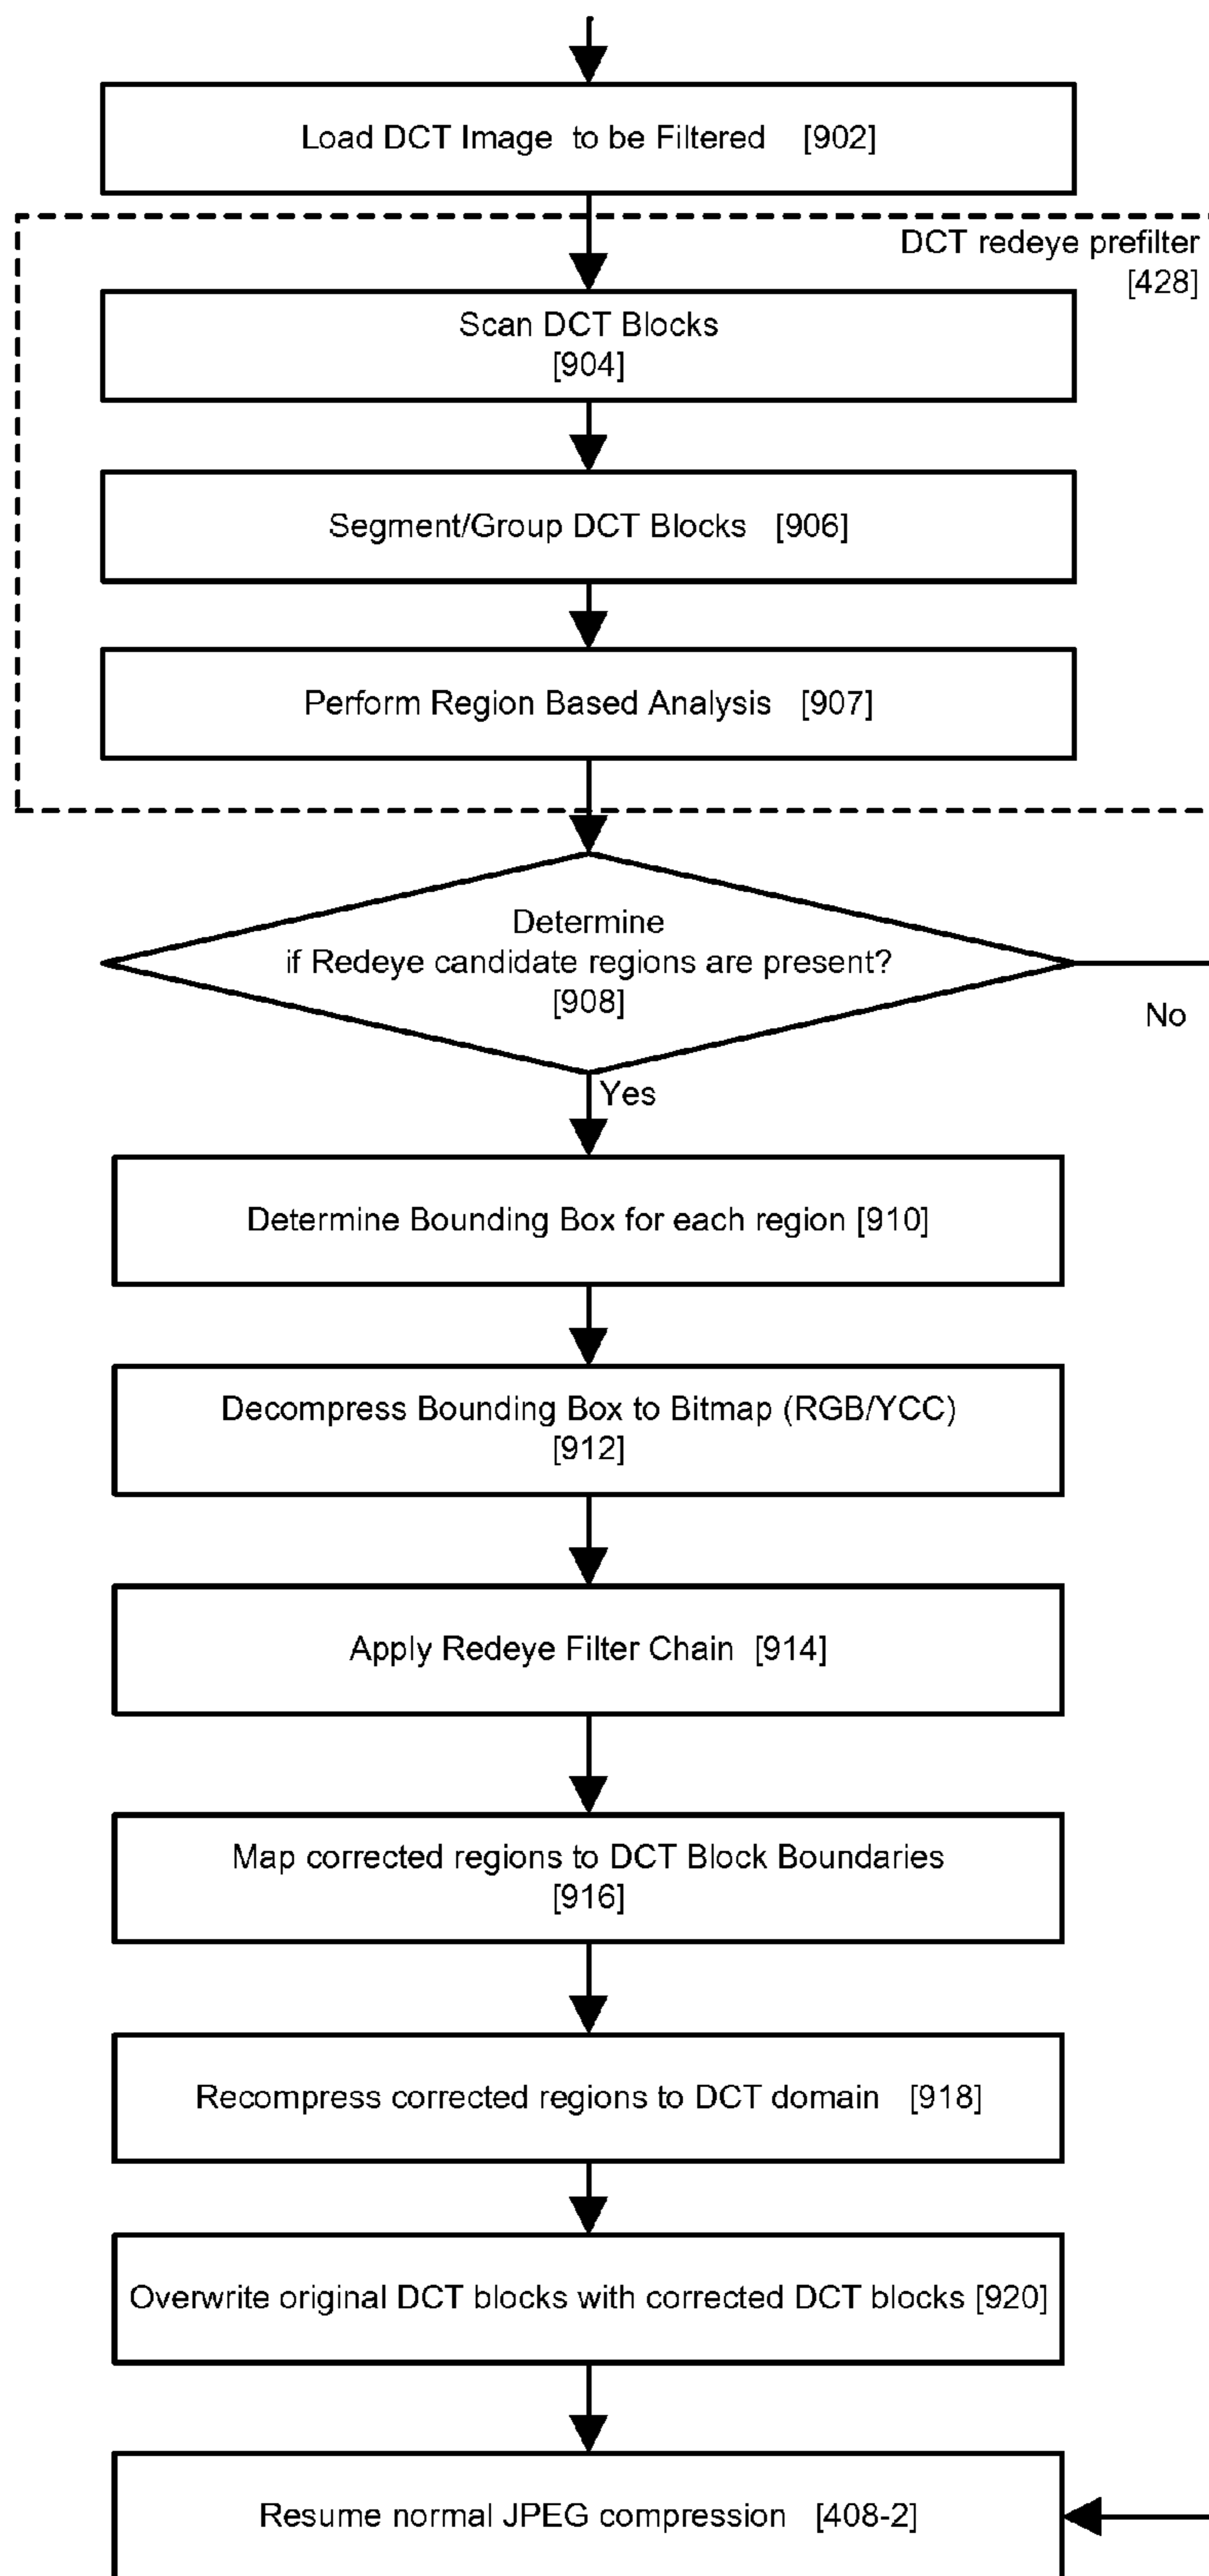 Load DCT Image to be Filtered [902]
DCT redeye prefilter
[428]
Scan DCT Blocks
[904]
Segment/Group DCT Blocks [906]
Perform Region Based Analysis [907]
Determine
if Redeye candidate regions are present?
[908]
No
Yes
Determine Bounding Box for each region [910]
Decompress Bounding Box to Bitmap (RGB/YCC)
[912]
Apply Redeye Filter Chain [914]
Map corrected regions to DCT Block Boundaries
[916]
Recompress corrected regions to DCT domain [918]
Overwrite original DCT blocks with corrected DCT blocks [920]
Resume normal JPEG compression [408-2]